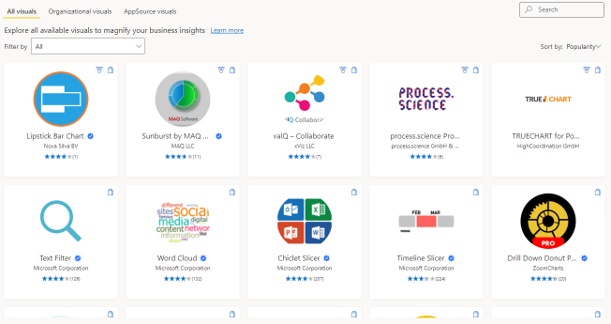 All visuals Organizational visuals AppSource visuals
Search
Explore all available visuals to magnify your business insights Learn more
Filter by All Sort by: Popularity
MAQ Software
valQ Collabora
PROCESS.
SCIENCE
TRUE CHART
Lipstick Bar Chart Sunburst by MAQ ... valQ – Collaborate process.science Pro... TRUECHART for Po...
Nova Silva BV MAQ LLC xViz LLC process.science GmbH & ... HighCoordination GmbH
(1) (11) (7) (8)
different
sites social
media digital
content network
information
like
FEB MAR
PRO
Text Filter Word Cloud Chiclet Slicer Timeline Slicer Drill Down Donut P...
Microsoft Corporation Microsoft Corporation Microsoft Corporation Microsoft Corporation ZoomCharts
(126) (132) (207) (224) (20)